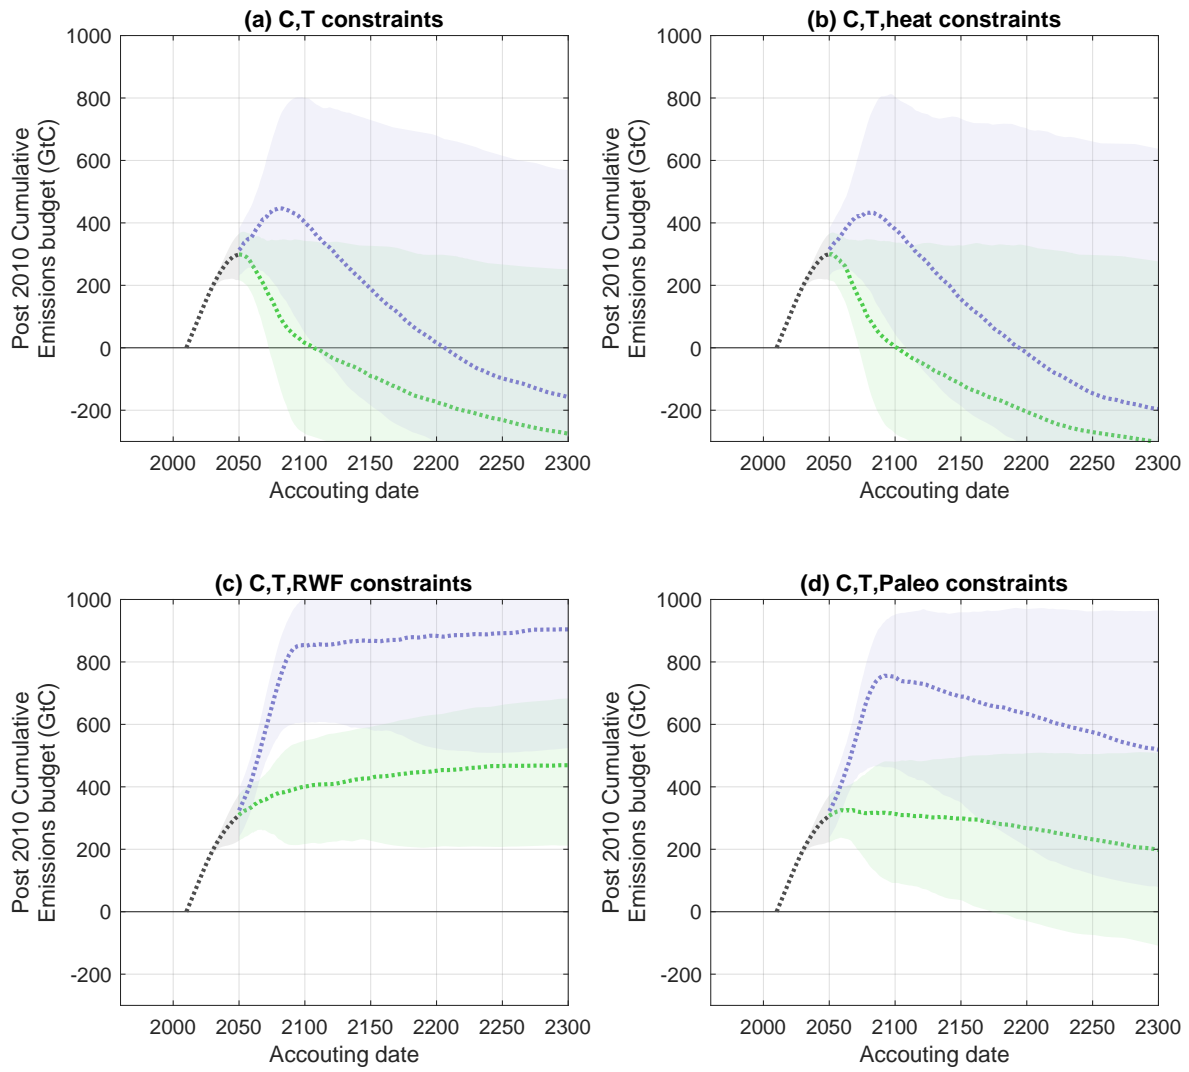 (a) C,T constraints
1000
800
600
400
200
0
-200
Post 2010 Cumulative
Emissions budget (GtC)
2000 2050 2100 2150 2200 2250 2300
Accouting date
(b) C,T,heat constraints
1000
800
600
400
200
0
-200
Post 2010 Cumulative
Emissions budget (GtC)
2000 2050 2100 2150 2200 2250 2300
Accouting date
(c) C,T,RWF constraints
1000
800
600
400
200
0
-200
Post 2010 Cumulative
Emissions budget (GtC)
2000 2050 2100 2150 2200 2250 2300
Accouting date
(d) C,T,Paleo constraints
1000
800
600
400
200
0
-200
Post 2010 Cumulative
Emissions budget (GtC)
2000 2050 2100 2150 2200 2250 2300
Accouting date